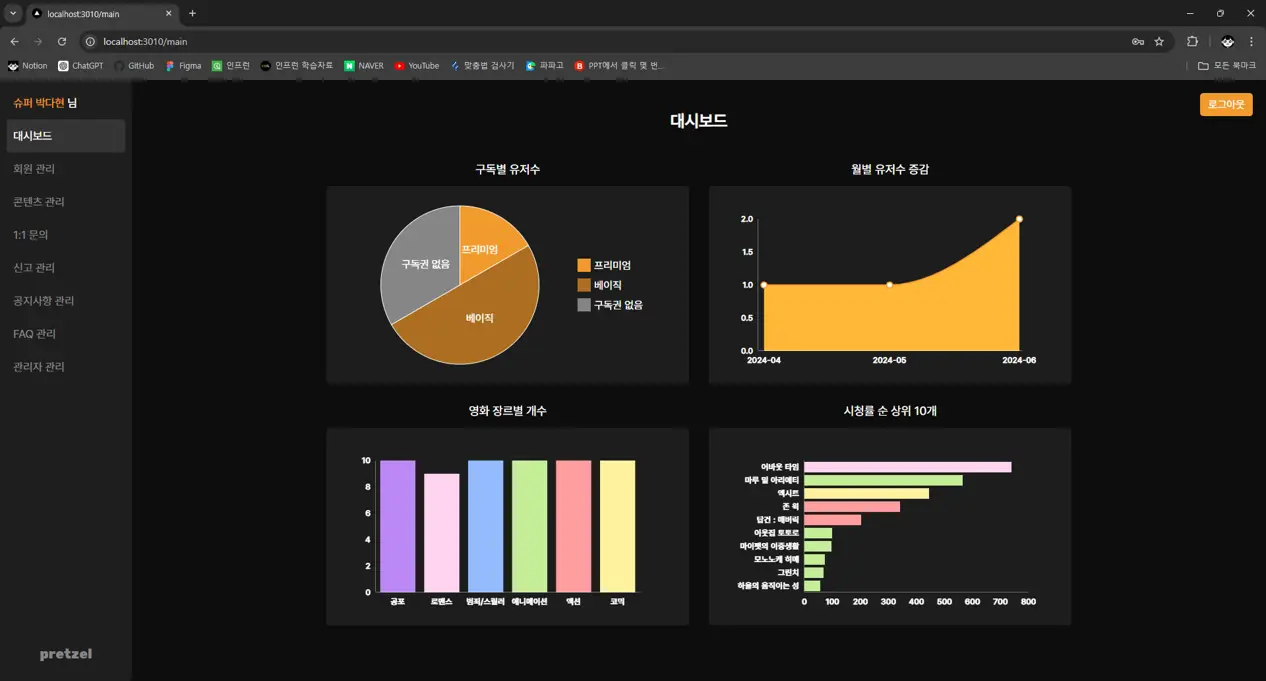 localhost:3010/main
localhost:3010/main
Notion ChatGPT GitHub Figma 인프런 인프런 학습자료 NAVER YouTube 맞춤법 검사기 파파고 PPT에서 클릭 몇 번... 모든 북마크
슈퍼 박다현 님
로그아웃
대시보드
회원 관리
콘텐츠 관리
1:1 문의
신고 관리
공지사항 관리
FAQ 관리
관리자 관리
pretzel
대시보드
구독별 유저수
프리미엄
구독권 없음
베이직
프리미엄
베이직
구독권 없음
월별 유저수 증감
2.0
1.5
1.0
0.5
0.0
2024-04 2024-05 2024-06
영화 장르별 개수
10
8
6
4
2
0
공포 로맨스 범죄/스릴러 애니메이션 액션 코믹
시청률 순 상위 10개
어바웃 타임
마루 밑 아리에티
엑시트
존 윅
탑건 : 매버릭
이웃집 토토로
마이펫의 이중생활
모노노케 히메
그린치
하울의 움직이는 성
0 100 200 300 400 500 600 700 800